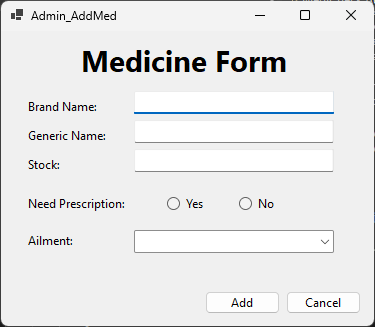 Admin_AddMed
Medicine Form
Brand Name:
Generic Name:
Stock:
Need Prescription: Yes No
Ailment:
Add Cancel